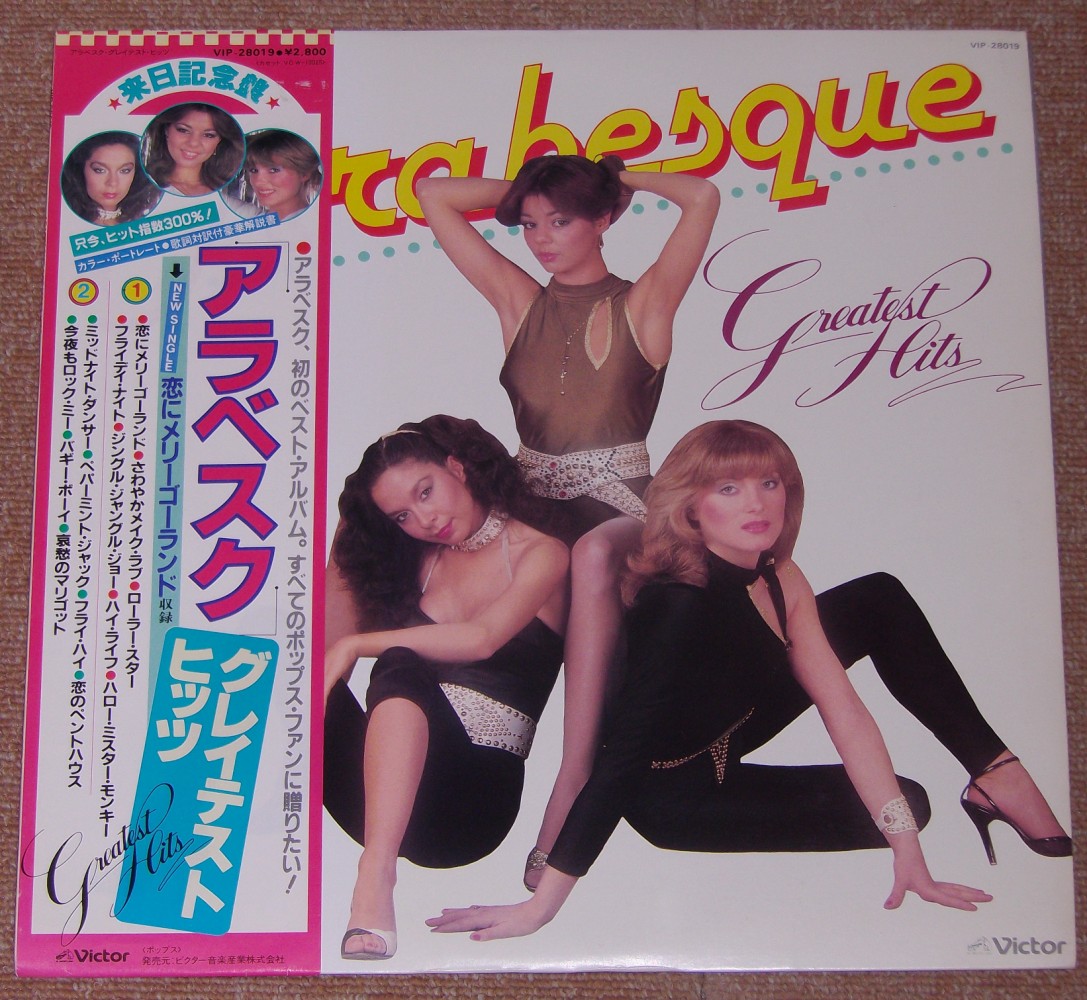 アラベスク・グレイテスト・ヒッツ
VIP-28019●¥2,800
来日記念盤
只今、ヒット指数300%!
カラー・ポートレート●歌詞対訳付豪華解説書
●アラベスク、初のベスト・アルバム。すべてのポップス・ファンに贈りたい!
アラベスク
グレイテスト
ヒッツ
Greatest
Hits
↓NEW SINGLE 恋にメリーゴーランド 収録
1
●恋にメリーゴーランド●さわやかメイク・ラブ●ローラー・スター
●フライデイ・ナイト●ジングル・ジャングル・ジョー●ハイ・ライフ●ハロー・ミスター・モンキー
2
●ミッドナイト・ダンサー●ペパーミント・ジャック●フライ・ハイ●恋のペントハウス
●今夜もロック・ミー●バギー・ボーイ●哀愁のマリゴット
Victor
〈ポップス〉
発売元:ビクター音楽産業株式会社
VIP-28019
rabesque
Greatest
Hits
Victor